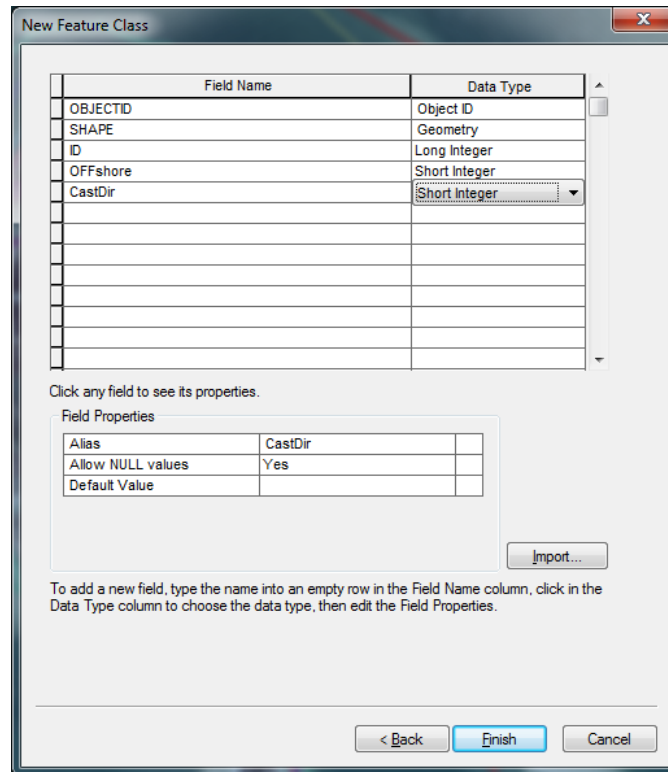 New Feature Class
Field Name Data Type
OBJECTID Object ID
SHAPE Geometry
ID Long Integer
OFFshore Short Integer
CastDir Short Integer
Click any field to see its properties.
Field Properties
Alias CastDir
Allow NULL values Yes
Default Value
Import...
To add a new field, type the name into an empty row in the Field Name column, click in the
Data Type column to choose the data type, then edit the Field Properties.
< Back Finish Cancel